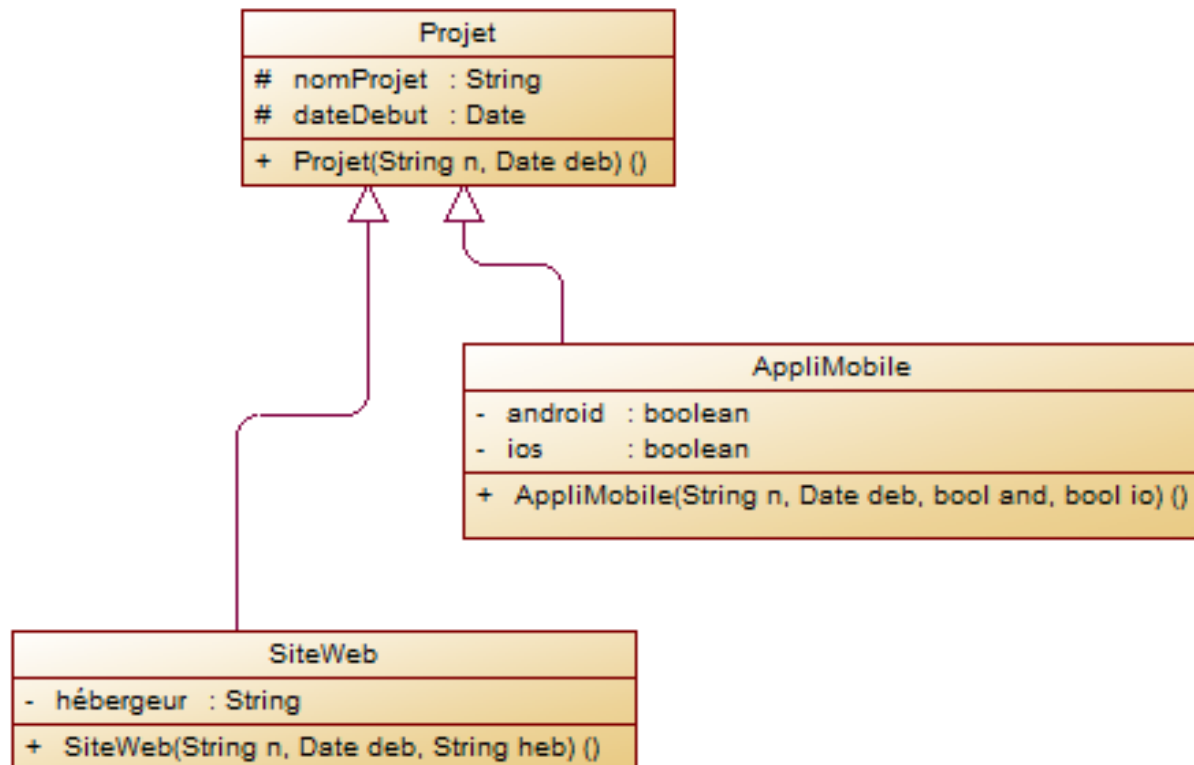 Projet
# nomProjet : String
# dateDebut : Date
+ Projet(String n, Date deb) ()
AppliMobile
- android : boolean
- ios : boolean
+ AppliMobile(String n, Date deb, bool and, bool io) ()
SiteWeb
- hébergeur : String
+ SiteWeb(String n, Date deb, String heb) ()